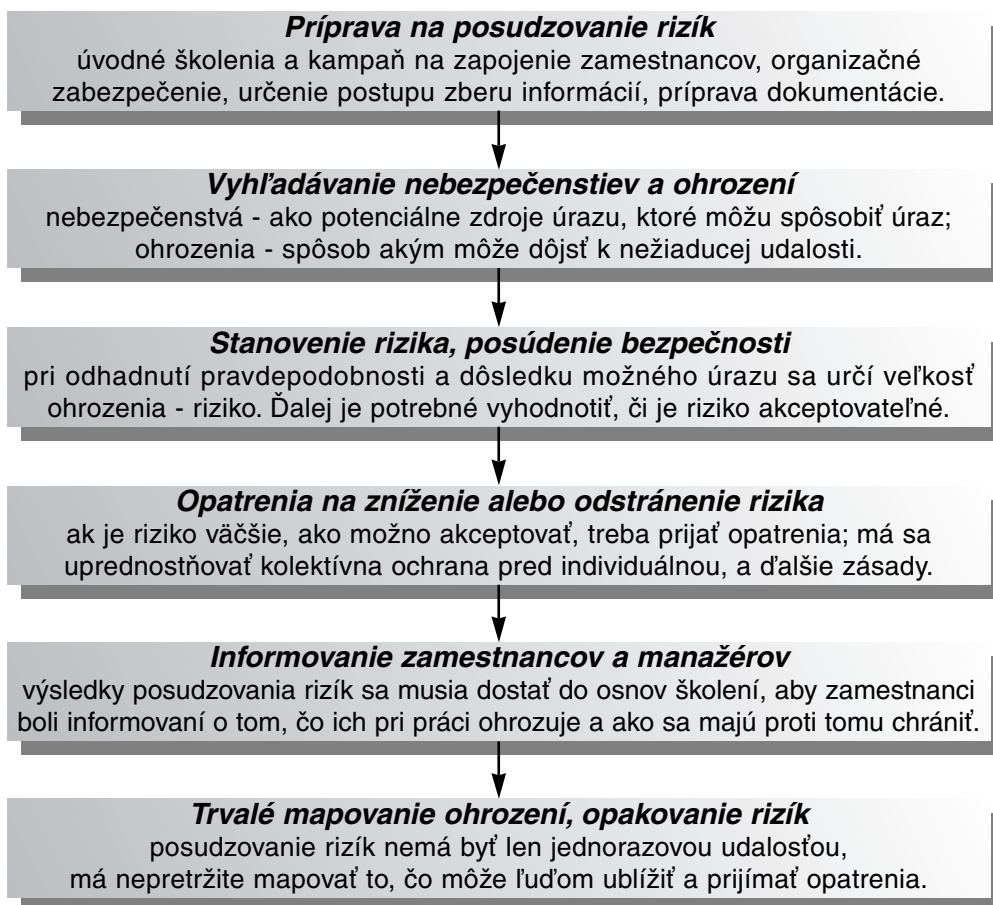 Príprava na posudzovanie rizík
úvodné školenia a kampaň na zapojenie zamestnancov, organizačné
zabezpečenie, určenie postupu zberu informácií, príprava dokumentácie.
Vyhľadávanie nebezpečenstiev a ohrození
nebezpečenstvá - ako potenciálne zdroje úrazu, ktoré môžu spôsobiť úraz;
ohrozenia - spôsob akým môže dôjsť k nežiaducej udalosti.
Stanovenie rizika, posúdenie bezpečnosti
pri odhadnutí pravdepodobnosti a dôsledku možného úrazu sa určí veľkosť
ohrozenia - riziko. Ďalej je potrebné vyhodnotiť, či je riziko akceptovateľné.
Opatrenia na zníženie alebo odstránenie rizika
ak je riziko väčšie, ako možno akceptovať, treba prijať opatrenia; má sa
uprednostňovať kolektívna ochrana pred individuálnou, a ďalšie zásady.
Informovanie zamestnancov a manažérov
výsledky posudzovania rizík sa musia dostať do osnov školení, aby zamestnanci
boli informovaní o tom, čo ich pri práci ohrozuje a ako sa majú proti tomu chrániť.
Trvalé mapovanie ohrození, opakovanie rizík
posudzovanie rizík nemá byť len jednorazovou udalosťou,
má nepretržite mapovať to, čo môže ľuďom ublížiť a prijímať opatrenia.